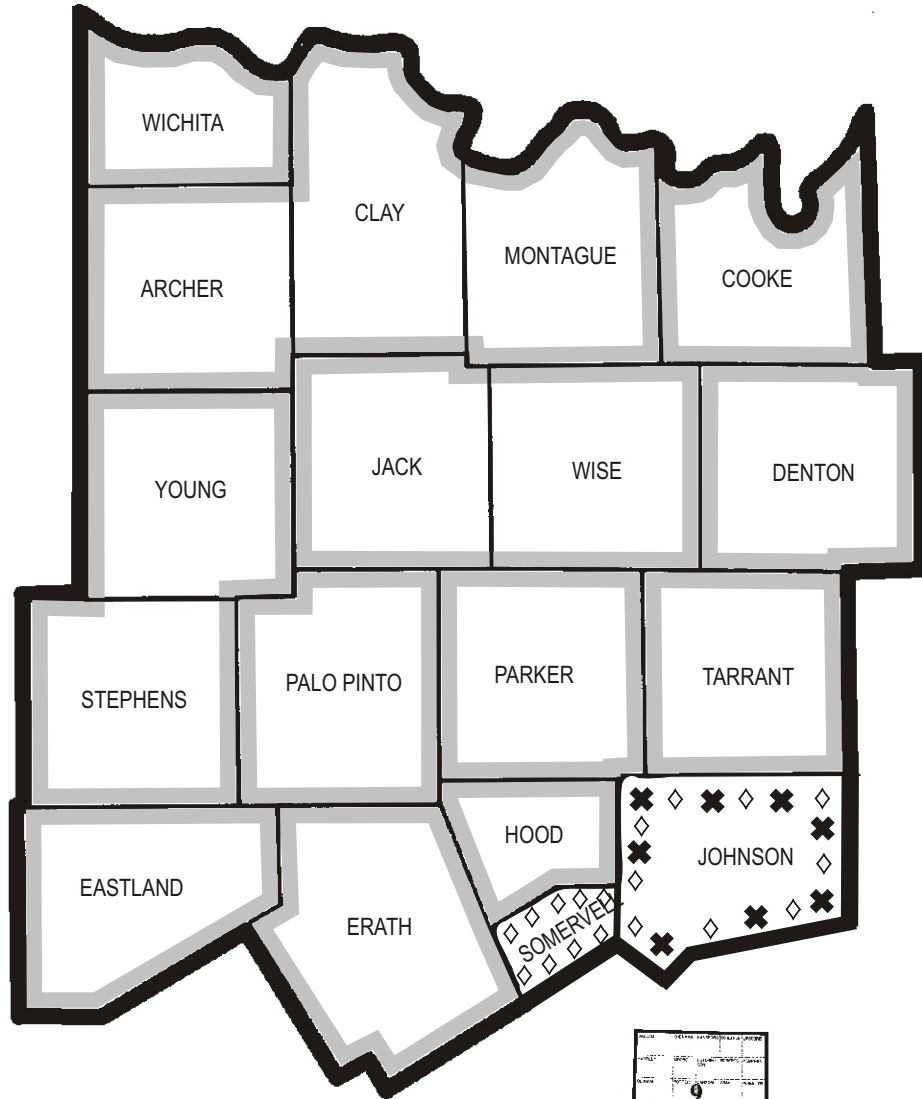 WICHITA
CLAY
MONTAGUE
COOKE
ARCHER
JACK
WISE
DENTON
YOUNG
STEPHENS
PALO PINTO
PARKER
TARRANT
HOOD
JOHNSON
EASTLAND
ERATH
SOMERVELL
9